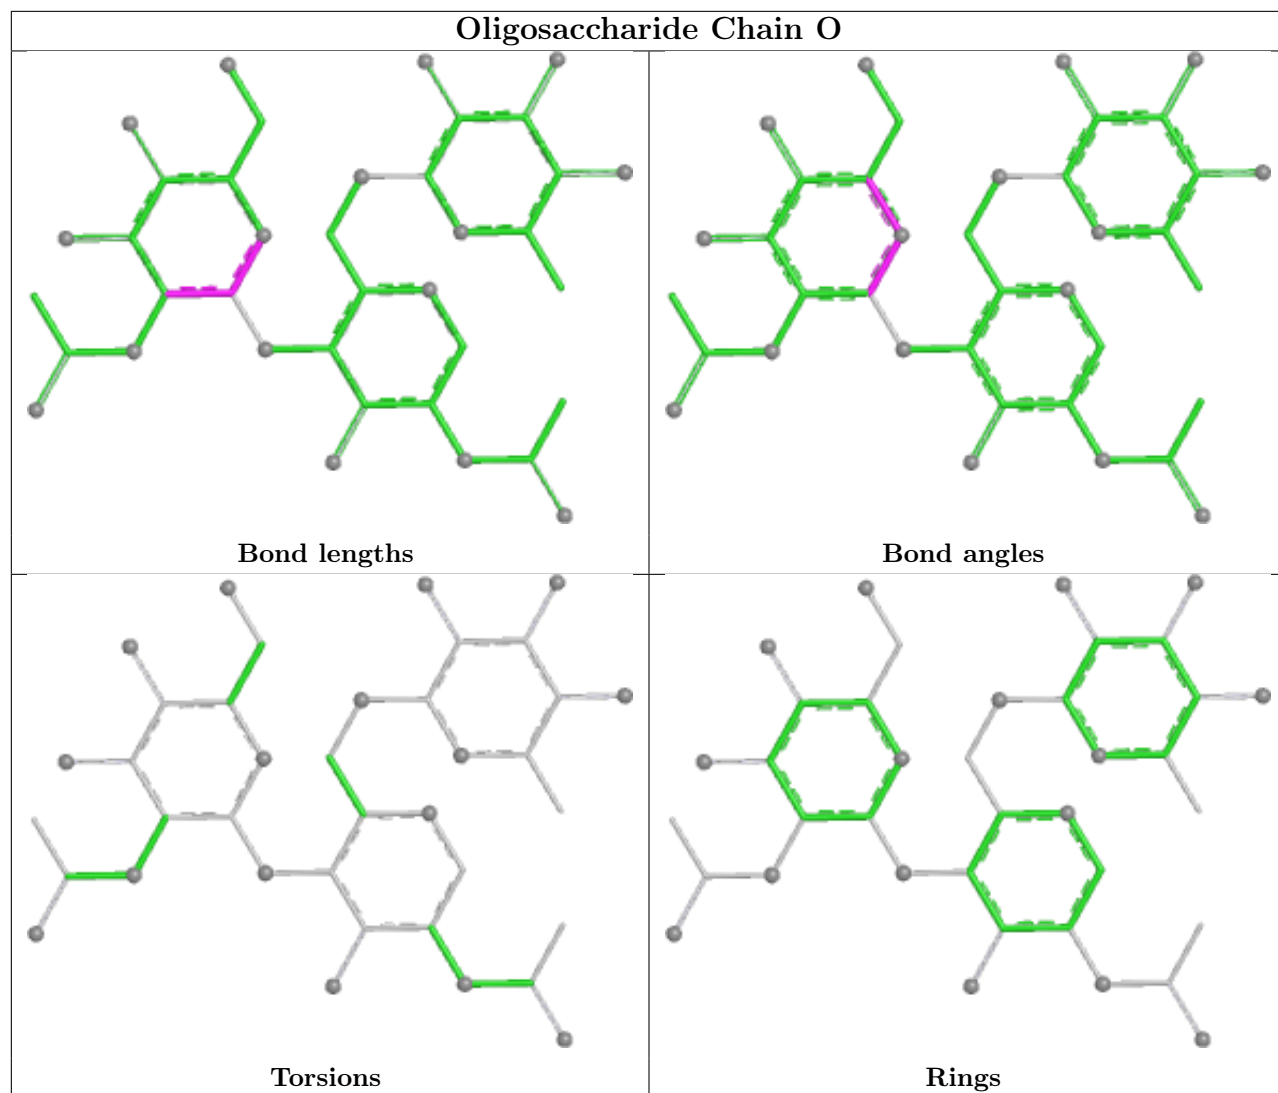 Oligosaccharide Chain O
Bond lengths
Bond angles
Torsions
Rings